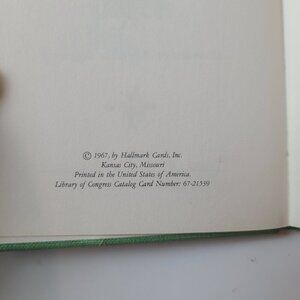 © 1967, by Hallmark Cards, Inc.
Kansas City, Missouri
Printed in the United States of America.
Library of Congress Catalog Card Number: 67-21539